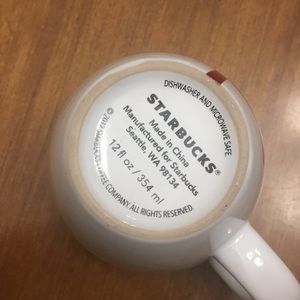 DISHWASHER AND MICROWAVE SAFE
STARBUCKS®
Made in China
Manufactured for Starbucks
Seattle, WA 98134
12 fl oz / 354 ml
COMPANY. ALL RIGHTS RESERVED.